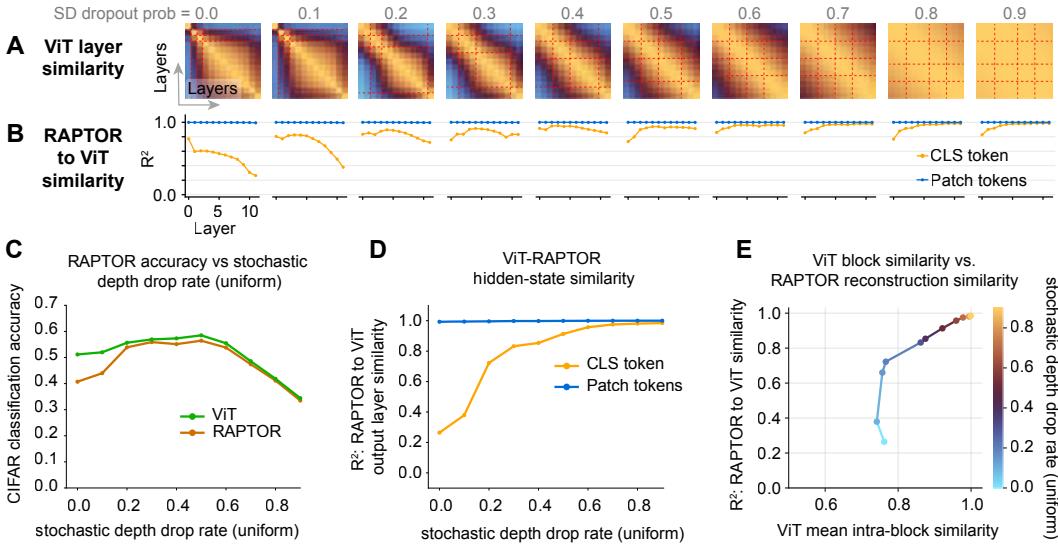 SD dropout prob = 0.0 0.1 0.2 0.3 0.4 0.5 0.6 0.7 0.8 0.9
A
ViT layer
similarity
Layers
Layers
B
RAPTOR
to ViT
similarity
R²
1.0
0.0
CLS token
Patch tokens
0 5 10
Layer
C
RAPTOR accuracy vs stochastic
depth drop rate (uniform)
CIFAR classification accuracy
0.7
0.6
0.5
0.4
0.3
0.2
0.1
0.0
ViT
RAPTOR
0.0 0.2 0.4 0.6 0.8
stochastic depth drop rate (uniform)
D
ViT-RAPTOR
hidden-state similarity
R²: RAPTOR to ViT
output layer similarity
1.0
0.8
0.6
0.4
0.2
0.0
CLS token
Patch tokens
0.0 0.2 0.4 0.6 0.8
stochastic depth drop rate (uniform)
E
ViT block similarity vs.
RAPTOR reconstruction similarity
R²: RAPTOR to ViT similarity
1.0
0.8
0.6
0.4
0.2
0.0
0.6 0.8 1.0
ViT mean intra-block similarity
0.8
0.6
0.4
0.2
0.0
stochastic depth drop rate (uniform)